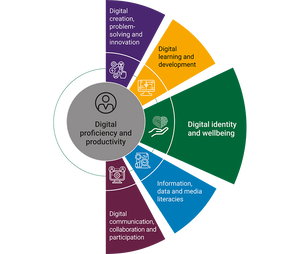 Digital
creation,
problem-
solving and
innovation
Digital
learning and
development
Digital identity
and wellbeing
Digital
proficiency and
productivity
Information,
data and media
literacies
Digital
communication,
collaboration and
participation